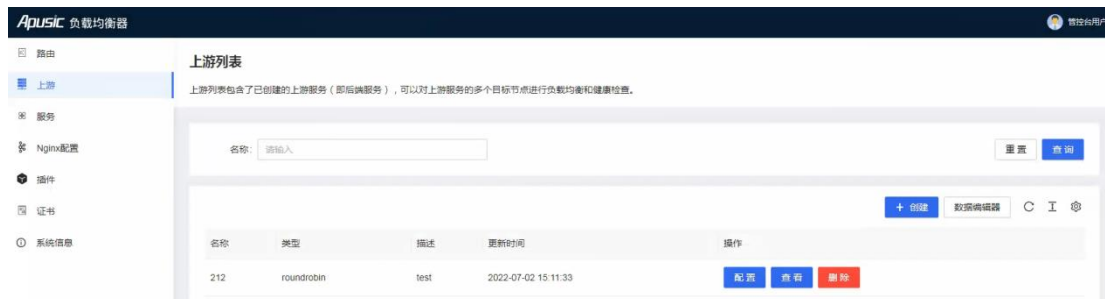 Apusic 负载均衡器
管控台用户
路由
上游
服务
Nginx配置
插件
证书
系统信息
上游列表
上游列表包含了已创建的上游服务（即后端服务），可以对上游服务的多个目标节点进行负载均衡和健康检查。
名称： 请输入
重置 查询
+ 创建 数据编辑器
名称 类型 描述 更新时间 操作
212 roundrobin test 2022-07-02 15:11:33 配置 查看 删除